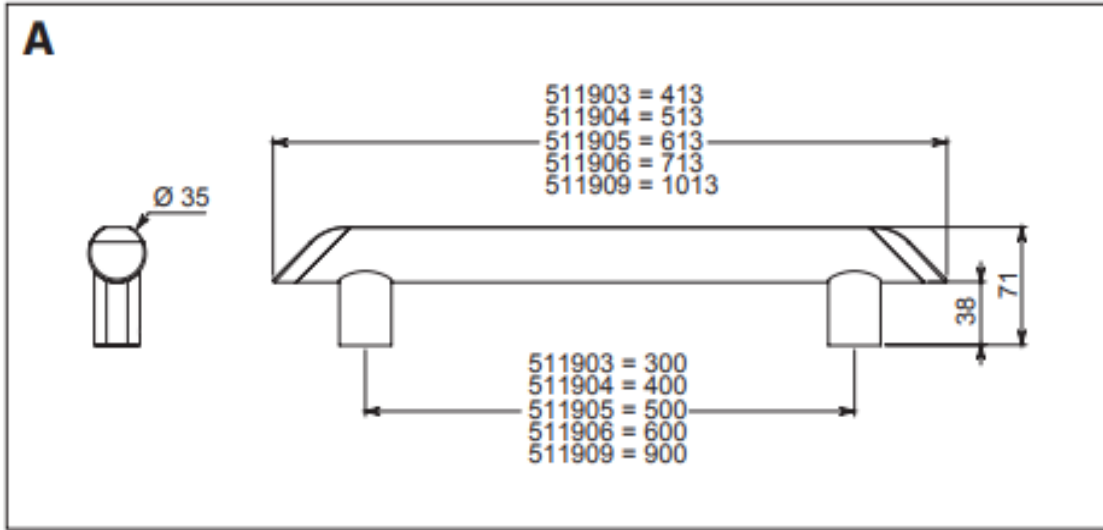 A
511903 = 413
511904 = 513
511905 = 613
511906 = 713
511909 = 1013
Ø 35
38
71
511903 = 300
511904 = 400
511905 = 500
511906 = 600
511909 = 900